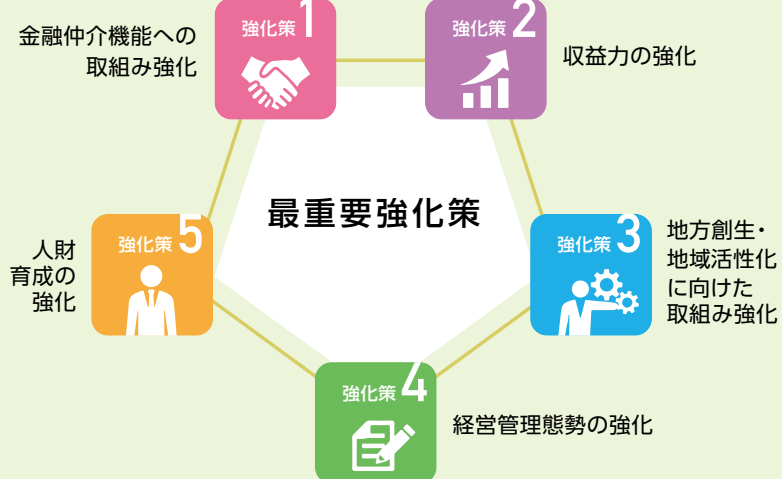 強化策1
金融仲介機能への
取組み強化
強化策2
収益力の強化
最重要強化策
強化策3
地方創生・
地域活性化
に向けた
取組み強化
強化策4
経営管理態勢の強化
強化策5
人財
育成の
強化